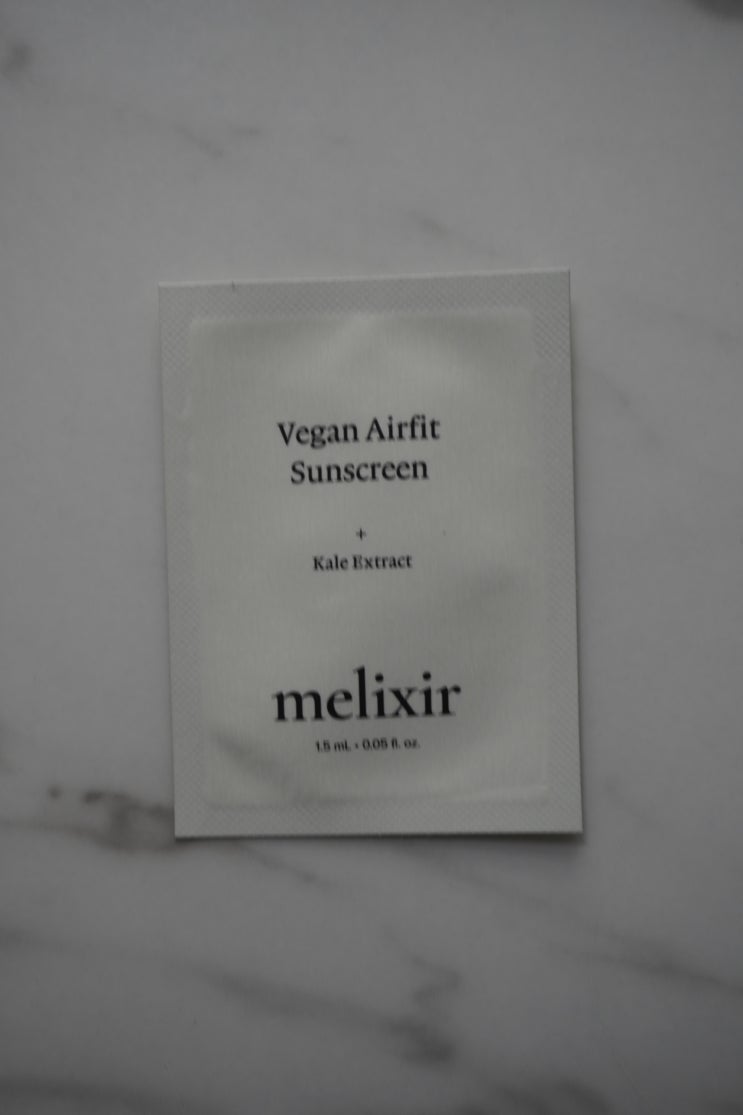 Vegan Airfit
Sunscreen
+
Kale Extract
melixir
1.5 mL • 0.05 fl. oz.